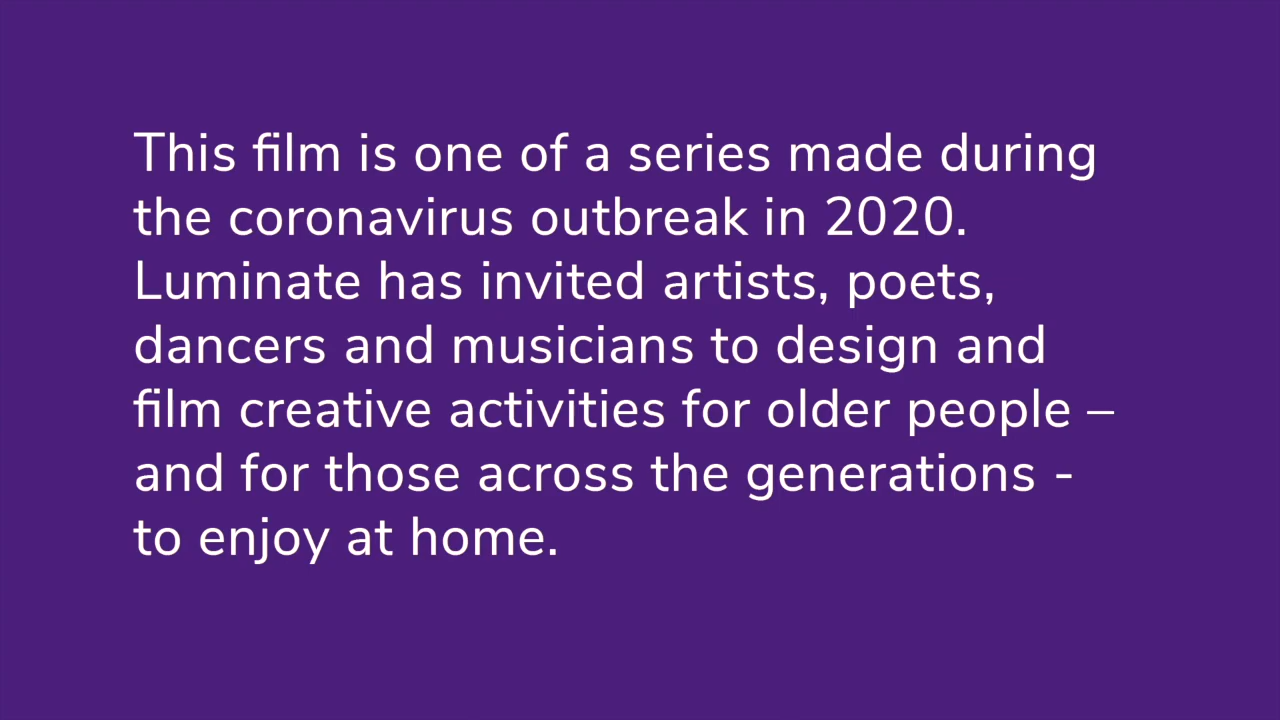 This film is one of a series made during
the coronavirus outbreak in 2020.
Luminate has invited artists, poets,
dancers and musicians to design and
film creative activities for older people –
and for those across the generations -
to enjoy at home.